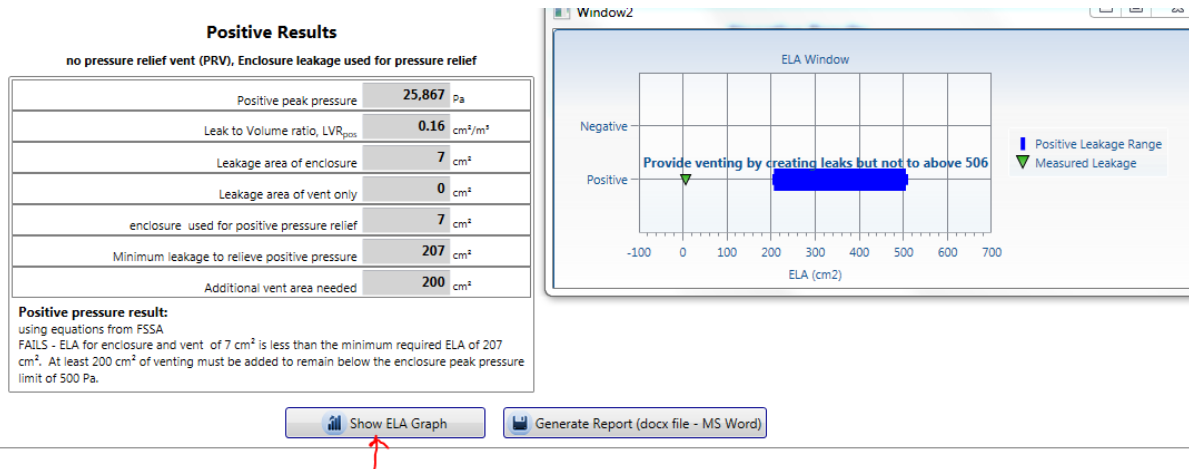 Positive Results
no pressure relief vent (PRV), Enclosure leakage used for pressure relief
Positive peak pressure 25,867 Pa
Leak to Volume ratio, LVRpos 0.16 cm²/m³
Leakage area of enclosure 7 cm²
Leakage area of vent only 0 cm²
enclosure used for positive pressure relief 7 cm²
Minimum leakage to relieve positive pressure 207 cm²
Additional vent area needed 200 cm²
Positive pressure result:
using equations from FSSA
FAILS - ELA for enclosure and vent of 7 cm² is less than the minimum required ELA of 207
cm². At least 200 cm² of venting must be added to remain below the enclosure peak pressure
limit of 500 Pa.
Window2
ELA Window
Negative
Provide venting by creating leaks but not to above 506
Positive
-100 0 100 200 300 400 500 600 700
ELA (cm2)
Positive Leakage Range
Measured Leakage
Show ELA Graph
Generate Report (docx file - MS Word)